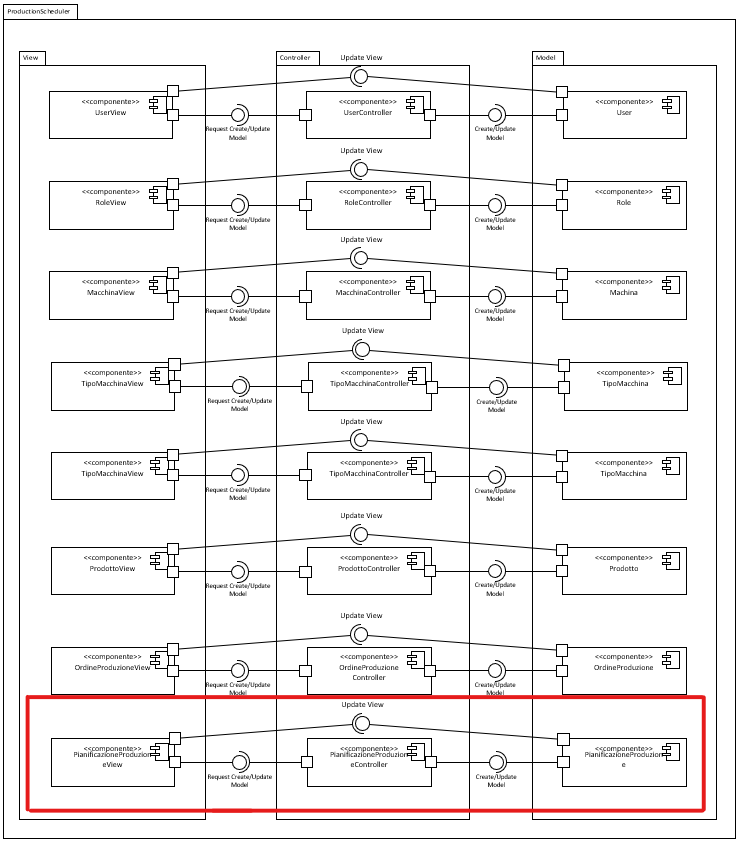 ProductionScheduler
View
Controller
Model
Update View
<<componente>>
UserView
Request Create/Update
Model
<<componente>>
UserController
Create/Update
Model
<<componente>>
User
Update View
<<componente>>
RoleView
Request Create/Update
Model
<<componente>>
RoleController
Create/Update
Model
<<componente>>
Role
Update View
<<componente>>
MacchinaView
Request Create/Update
Model
<<componente>>
MacchinaController
Create/Update
Model
<<componente>>
Machina
Update View
<<componente>>
TipoMacchinaView
Request Create/Update
Model
<<componente>>
TipoMacchinaController
Create/Update
Model
<<componente>>
TipoMacchina
Update View
<<componente>>
TipoMacchinaView
Request Create/Update
Model
<<componente>>
TipoMacchinaController
Create/Update
Model
<<componente>>
TipoMacchina
Update View
<<componente>>
ProdottoView
Request Create/Update
Model
<<componente>>
ProdottoController
Create/Update
Model
<<componente>>
Prodotto
Update View
<<componente>>
OrdineProduzioneView
Request Create/Update
Model
<<componente>>
OrdineProduzione
Controller
Create/Update
Model
<<componente>>
OrdineProduzione
Update View
<<componente>>
PianificazioneProduzion
eView
Request Create/Update
Model
<<componente>>
PianificazioneProduzion
eController
Create/Update
Model
<<componente>>
PianificazioneProduzion
e